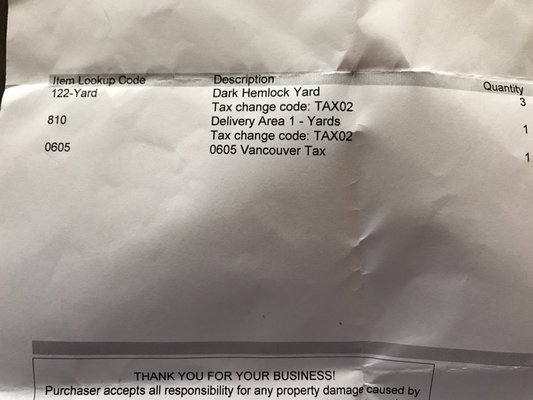 Item Lookup Code Description Quantity
122-Yard Dark Hemlock Yard 3
Tax change code: TAX02
810 Delivery Area 1 - Yards 1
Tax change code: TAX02
0605 0605 Vancouver Tax 1
THANK YOU FOR YOUR BUSINESS!
Purchaser accepts all responsibility for any property damage caused by